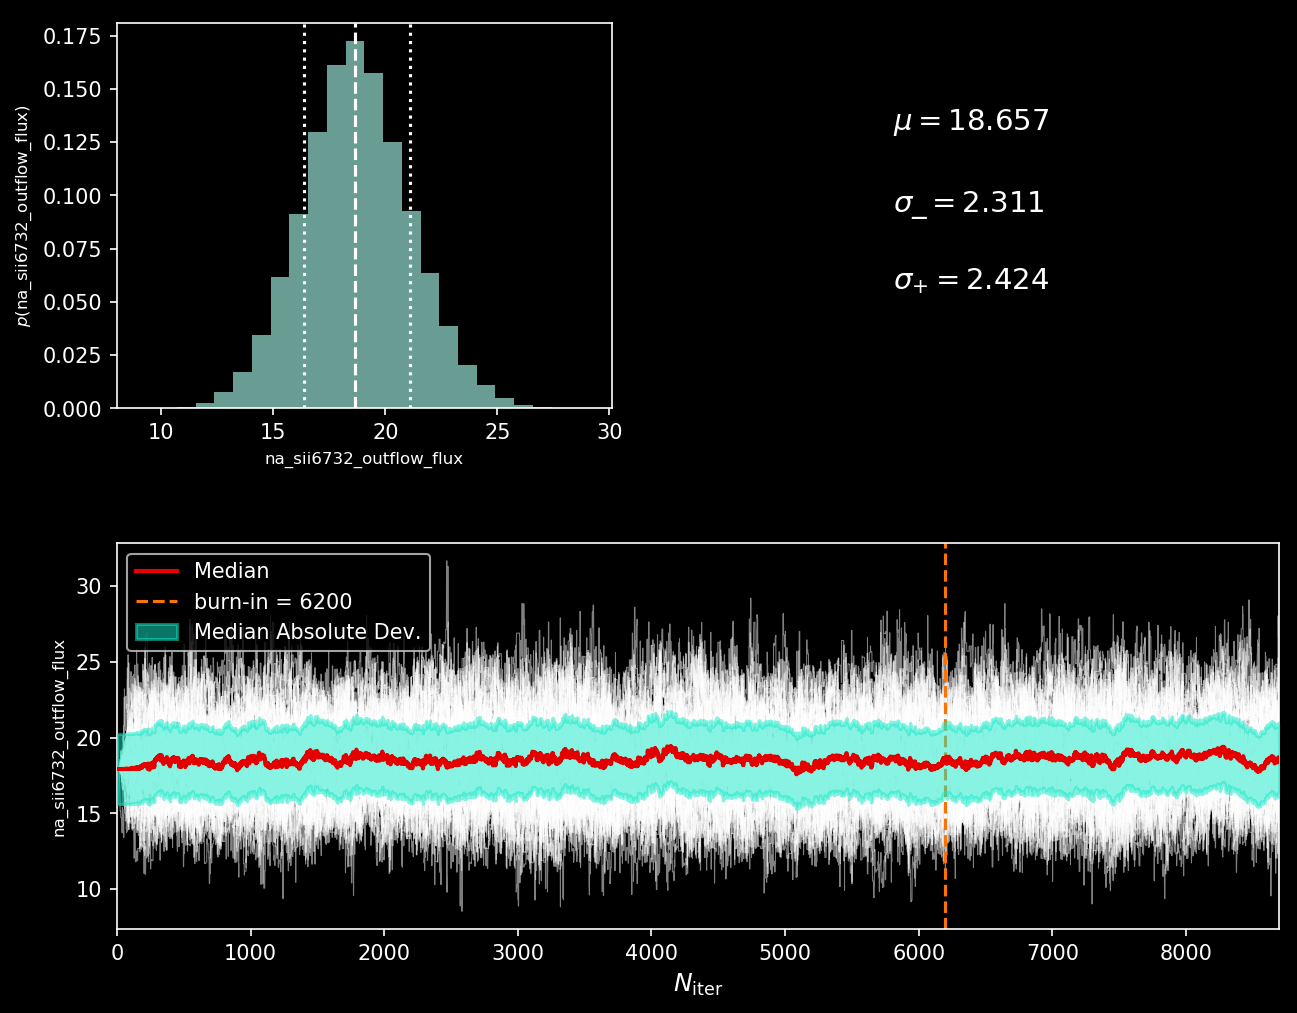 0.175
0.150
0.125
0.100
0.075
0.050
0.025
0.000
p(na_sii6732_outflow_flux)
10 15 20 25 30
na_sii6732_outflow_flux
μ = 18.657
σ₋ = 2.311
σ₊ = 2.424
Median
burn-in = 6200
Median Absolute Dev.
30
25
20
15
10
na_sii6732_outflow_flux
0 1000 2000 3000 4000 5000 6000 7000 8000
N_iter